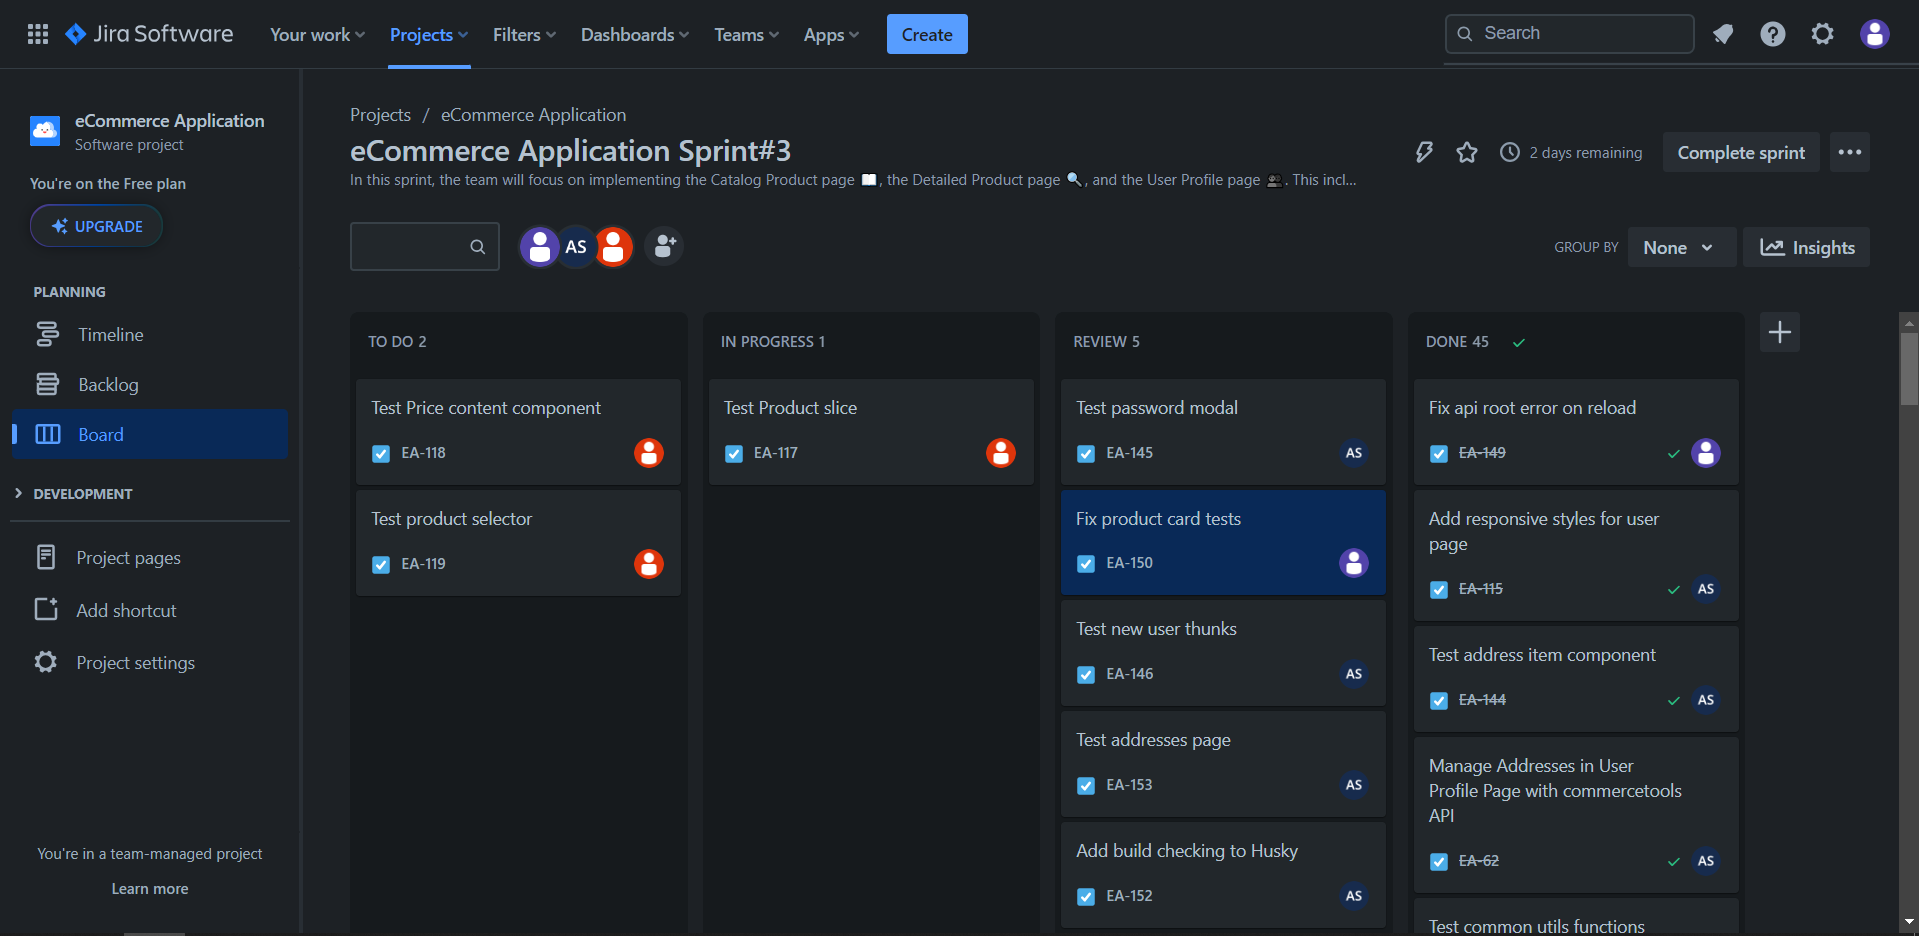 Jira Software
Your work
Projects
Filters
Dashboards
Teams
Apps
Create
Search
eCommerce Application
Software project
You're on the Free plan
UPGRADE
PLANNING
Timeline
Backlog
Board
DEVELOPMENT
Project pages
Add shortcut
Project settings
You're in a team-managed project
Learn more
Projects / eCommerce Application
eCommerce Application Sprint#3
In this sprint, the team will focus on implementing the Catalog Product page 📖, the Detailed Product page 🔍, and the User Profile page 👥. This incl...
2 days remaining
Complete sprint
AS
GROUP BY
None
Insights
TO DO 2
Test Price content component
EA-118
Test product selector
EA-119
IN PROGRESS 1
Test Product slice
EA-117
REVIEW 5
Test password modal
EA-145
AS
Fix product card tests
EA-150
Test new user thunks
EA-146
AS
Test addresses page
EA-153
AS
Add build checking to Husky
EA-152
AS
DONE 45
Fix api root error on reload
EA-149
Add responsive styles for user
page
EA-115
AS
Test address item component
EA-144
AS
Manage Addresses in User
Profile Page with commercetools
API
EA-62
AS
Test common utils functions